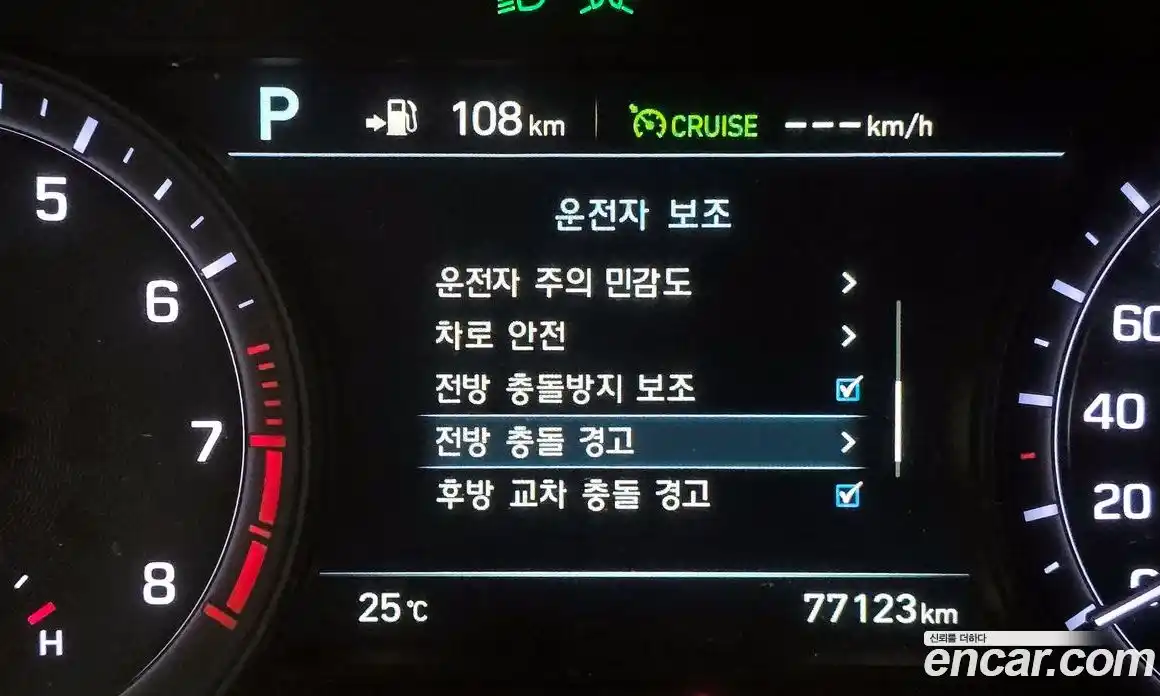 P 108 km CRUISE ---km/h
운전자 보조
운전자 주의 민감도
차로 안전
전방 충돌방지 보조
전방 충돌 경고
후방 교차 충돌 경고
25℃ 77123km
5
6
7
8
H
60
40
20
0
신뢰를 더하다
encar.com